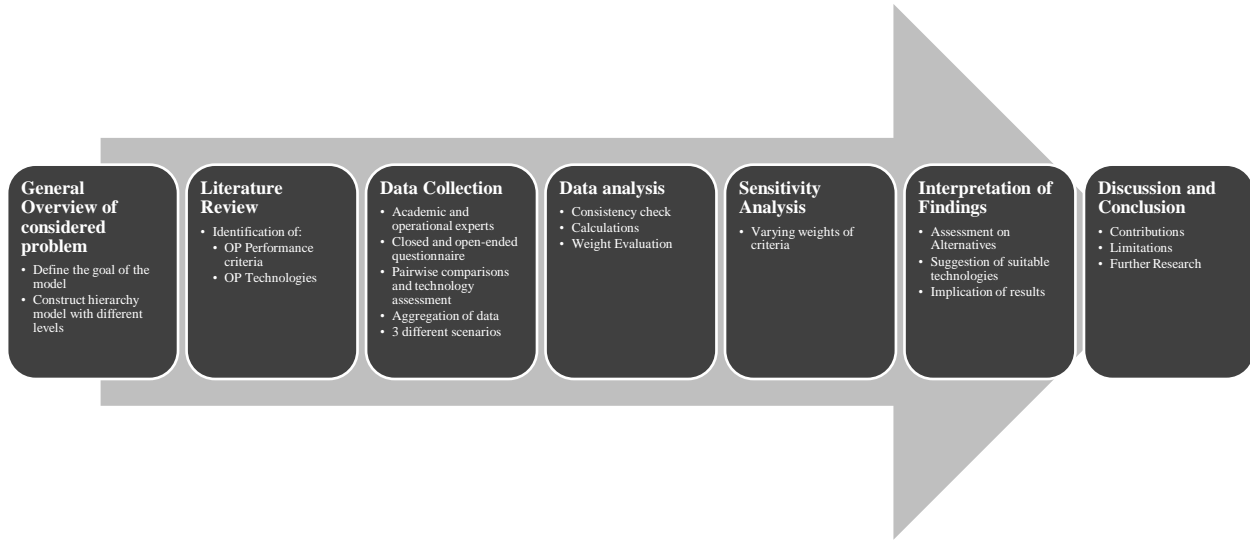 General
Overview of
considered
problem
• Define the goal of the
model
• Construct hierarchy
model with different
levels
Literature
Review
• Identification of:
• OP Performance
criteria
• OP Technologies
Data Collection
• Academic and
operational experts
• Closed and open-ended
questionnaire
• Pairwise comparisons
and technology
assessment
• Aggregation of data
• 3 different scenarios
Data analysis
• Consistency check
• Calculations
• Weight Evaluation
Sensitivity
Analysis
• Varying weights of
criteria
Interpretation of
Findings
• Assessment on
Alternatives
• Suggestion of suitable
technologies
• Implication of results
Discussion and
Conclusion
• Contributions
• Limitations
• Further Research